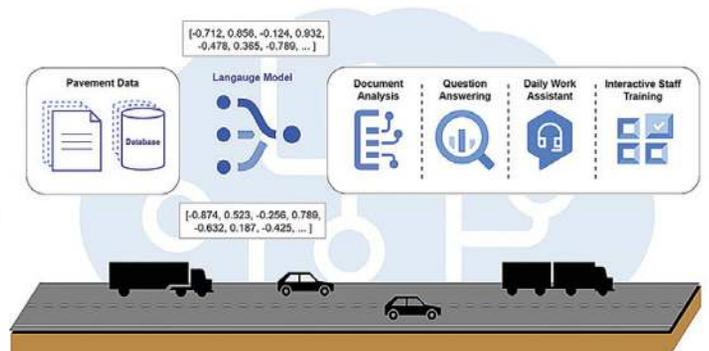 [-0.712, 0.856, -0.124, 0.932,
-0.478, 0.365, -0.789, ... ]
Pavement Data
Database
Langauge Model
Document
Analysis
Question
Answering
Daily Work
Assistant
Interactive Staff
Training
[-0.874, 0.523, -0.256, 0.789,
-0.632, 0.187, -0.425, ... ]